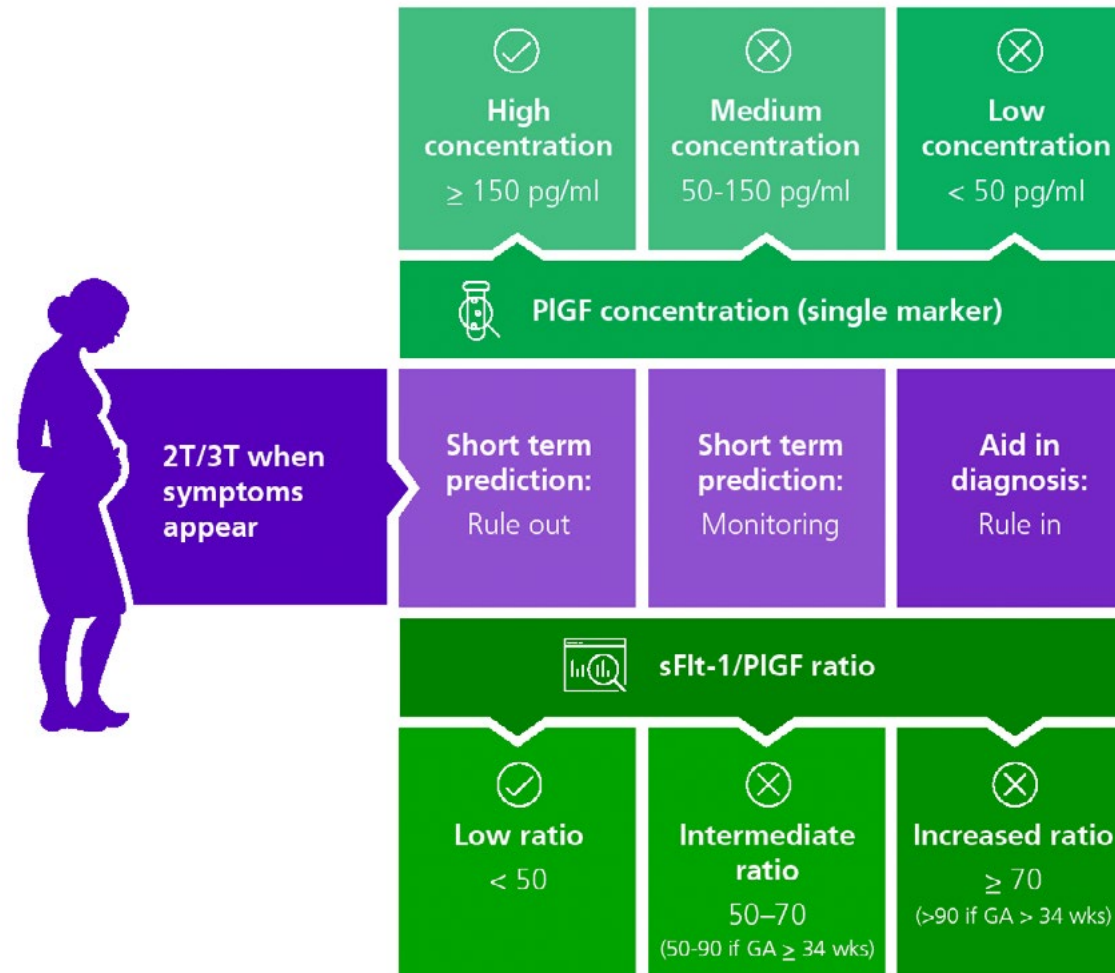 High
concentration
≥ 150 pg/ml
Medium
concentration
50-150 pg/ml
Low
concentration
< 50 pg/ml
PlGF concentration (single marker)
2T/3T when
symptoms
appear
Short term
prediction:
Rule out
Short term
prediction:
Monitoring
Aid in
diagnosis:
Rule in
sFlt-1/PlGF ratio
Low ratio
< 50
Intermediate
ratio
50–70
(50-90 if GA ≥ 34 wks)
Increased ratio
≥ 70
(>90 if GA > 34 wks)